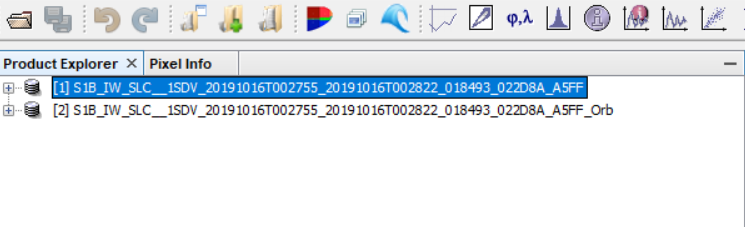 φ,λ
Product Explorer × Pixel Info
[1] S1B_IW_SLC__1SDV_20191016T002755_20191016T002822_018493_022D8A_A5FF
[2] S1B_IW_SLC__1SDV_20191016T002755_20191016T002822_018493_022D8A_A5FF_Orb